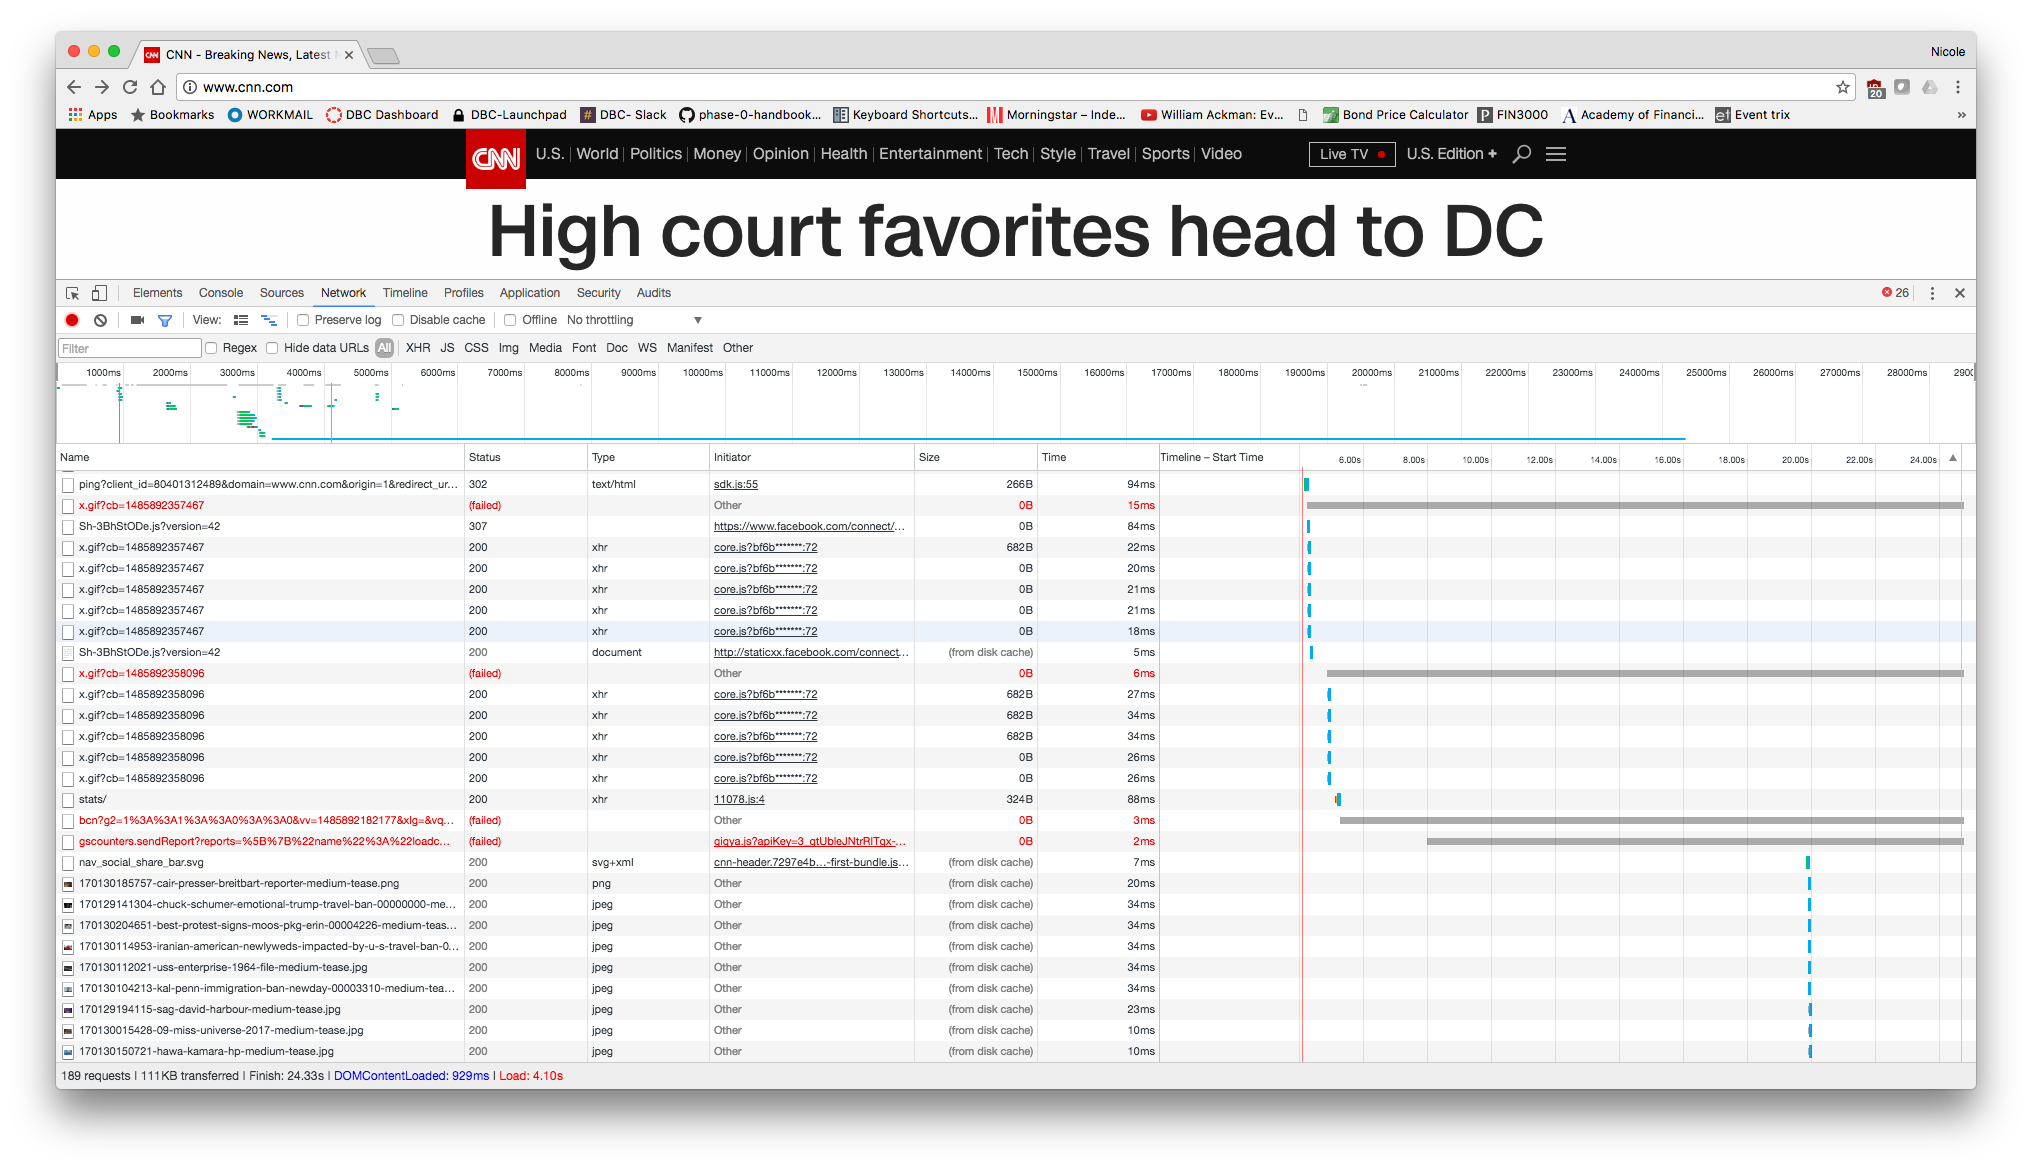 CNN - Breaking News, Latest
Nicole
www.cnn.com
20
Apps Bookmarks WORKMAIL DBC Dashboard DBC-Launchpad DBC- Slack phase-0-handbook... Keyboard Shortcuts... Morningstar – Inde... William Ackman: Ev... Bond Price Calculator FIN3000 Academy of Financi... Event trix »
CNN U.S. World Politics Money Opinion Health Entertainment Tech Style Travel Sports Video Live TV U.S. Edition +
High court favorites head to DC
Elements Console Sources Network Timeline Profiles Application Security Audits 26
View: Preserve log Disable cache Offline No throttling
Filter Regex Hide data URLs All XHR JS CSS Img Media Font Doc WS Manifest Other
1000ms 2000ms 3000ms 4000ms 5000ms 6000ms 7000ms 8000ms 9000ms 10000ms 11000ms 12000ms 13000ms 14000ms 15000ms 16000ms 17000ms 18000ms 19000ms 20000ms 21000ms 22000ms 23000ms 24000ms 25000ms 26000ms 27000ms 28000ms 2900
Name Status Type Initiator Size Time Timeline – Start Time 6.00s 8.00s 10.00s 12.00s 14.00s 16.00s 18.00s 20.00s 22.00s 24.00s
ping?client_id=80401312489&domain=www.cnn.com&origin=1&redirect_ur... 302 text/html sdk.js:55 266B 94ms
x.gif?cb=1485892357467 (failed) Other 0B 15ms
Sh-3BhStODe.js?version=42 307 https://www.facebook.com/connect/... 0B 84ms
x.gif?cb=1485892357467 200 xhr core.js?bf6b*******:72 682B 22ms
x.gif?cb=1485892357467 200 xhr core.js?bf6b*******:72 0B 20ms
x.gif?cb=1485892357467 200 xhr core.js?bf6b*******:72 0B 21ms
x.gif?cb=1485892357467 200 xhr core.js?bf6b*******:72 0B 21ms
x.gif?cb=1485892357467 200 xhr core.js?bf6b*******:72 0B 18ms
Sh-3BhStODe.js?version=42 200 document http://staticxx.facebook.com/connect... (from disk cache) 5ms
x.gif?cb=1485892358096 (failed) Other 0B 6ms
x.gif?cb=1485892358096 200 xhr core.js?bf6b*******:72 682B 27ms
x.gif?cb=1485892358096 200 xhr core.js?bf6b*******:72 682B 34ms
x.gif?cb=1485892358096 200 xhr core.js?bf6b*******:72 682B 34ms
x.gif?cb=1485892358096 200 xhr core.js?bf6b*******:72 0B 26ms
x.gif?cb=1485892358096 200 xhr core.js?bf6b*******:72 0B 26ms
stats/ 200 xhr 11078.js:4 324B 88ms
bcn?g2=1%3A%3A1%3A%3A0%3A%3A0&vv=1485892182177&xlg=&vq... (failed) Other 0B 3ms
gscounters.sendReport?reports=%5B%7B%22name%22%3A%22loadc... (failed) gigya.js?apiKey=3_qtUbleJNtrRITgx-... 0B 2ms
nav_social_share_bar.svg 200 svg+xml cnn-header.7297e4b...-first-bundle.js... (from disk cache) 7ms
170130185757-cair-presser-breitbart-reporter-medium-tease.png 200 png Other (from disk cache) 20ms
170129141304-chuck-schumer-emotional-trump-travel-ban-00000000-me... 200 jpeg Other (from disk cache) 34ms
170130204651-best-protest-signs-moos-pkg-erin-00004226-medium-teas... 200 jpeg Other (from disk cache) 34ms
170130114953-iranian-american-newlyweds-impacted-by-u-s-travel-ban-0... 200 jpeg Other (from disk cache) 34ms
170130112021-uss-enterprise-1964-file-medium-tease.jpg 200 jpeg Other (from disk cache) 34ms
170130104213-kal-penn-immigration-ban-newday-00003310-medium-tea... 200 jpeg Other (from disk cache) 34ms
170129194115-sag-david-harbour-medium-tease.jpg 200 jpeg Other (from disk cache) 23ms
170130015428-09-miss-universe-2017-medium-tease.jpg 200 jpeg Other (from disk cache) 10ms
170130150721-hawa-kamara-hp-medium-tease.jpg 200 jpeg Other (from disk cache) 10ms
189 requests | 111KB transferred | Finish: 24.33s | DOMContentLoaded: 929ms | Load: 4.10s